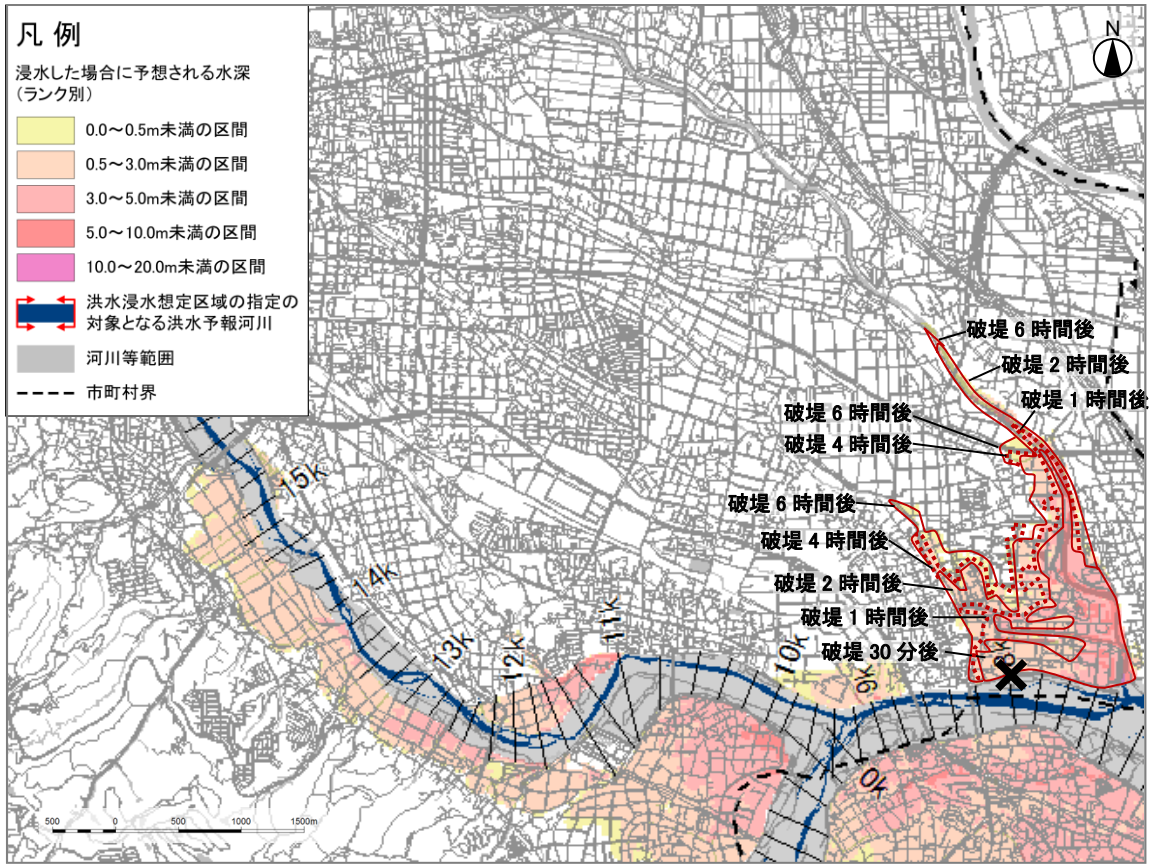 凡 例
浸水した場合に予想される水深
（ランク別）
0.0～0.5m未満の区間
0.5～3.0m未満の区間
3.0～5.0m未満の区間
5.0～10.0m未満の区間
10.0～20.0m未満の区間
洪水浸水想定区域の指定の
対象となる洪水予報河川
河川等範囲
市町村界
N
破堤 6 時間後
破堤 2 時間後
破堤 1 時間後
破堤 6 時間後
破堤 4 時間後
破堤 6 時間後
破堤 4 時間後
破堤 2 時間後
破堤 1 時間後
破堤 30 分後
15k
14k
13k
12k
11k
10k
9k
8k
0k
500 0 500 1000 1500m